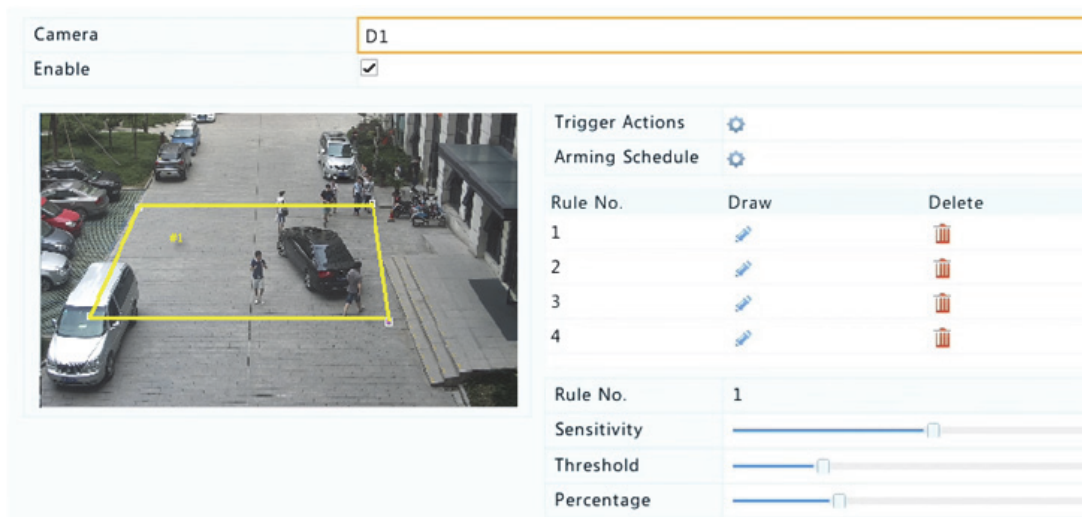 Camera D1
Enable
Trigger Actions
Arming Schedule
#1
Rule No. Draw Delete
1
2
3
4
Rule No. 1
Sensitivity
Threshold
Percentage